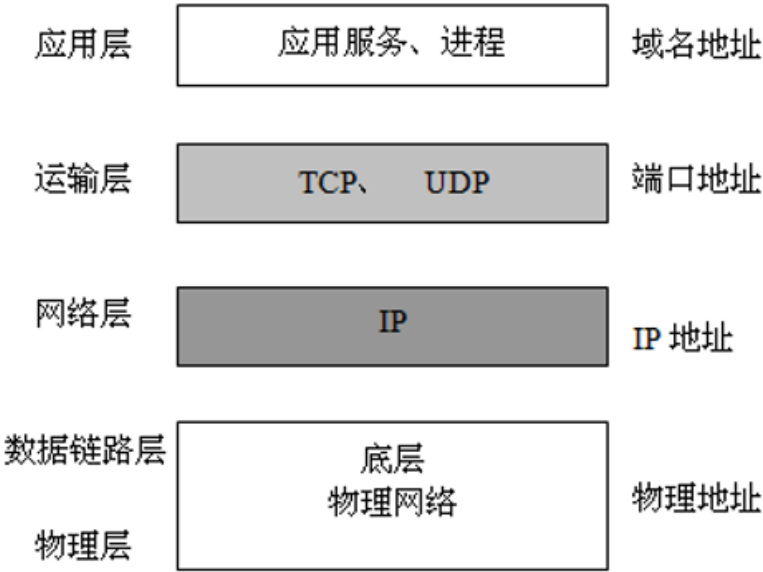 应用层 应用服务、进程 域名地址
运输层 TCP、 UDP 端口地址
网络层 IP IP 地址
数据链路层 底层
物理网络 物理地址
物理层